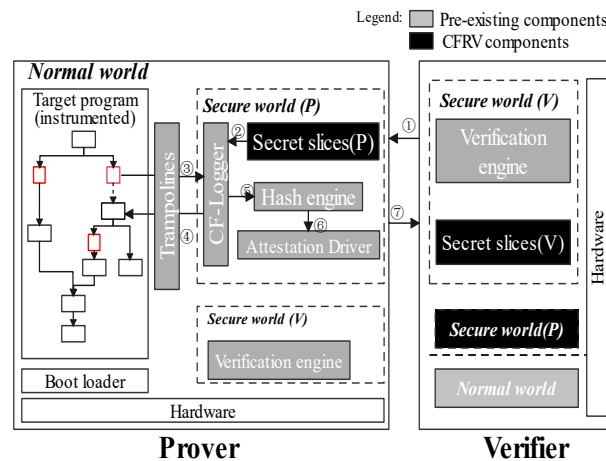 Legend:
Pre-existing components
CFRV components
Normal world
Target program
(instrumented)
Boot loader
Trampolines
Secure world (P)
CF-Logger
Secret slices(P)
Hash engine
Attestation Driver
①
②
③
④
⑤
⑥
⑦
Secure world (V)
Verification engine
Hardware
Prover
Secure world (V)
Verification
engine
Secret slices(V)
Secure world(P)
Normal world
Hardware
Verifier